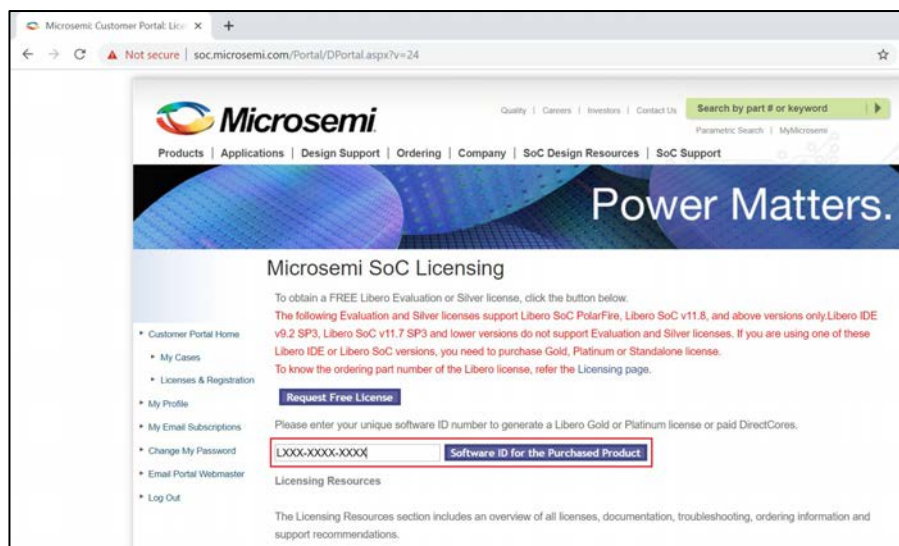 Microsemi: Customer Portal: Lice
Not secure | soc.microsemi.com/Portal/DPortal.aspx?v=24
Quality | Careers | Investors | Contact Us
Search by part # or keyword
Microsemi
Parametric Search | MyMicrosemi
Products | Applications | Design Support | Ordering | Company | SoC Design Resources | SoC Support
Power Matters.
Microsemi SoC Licensing
To obtain a FREE Libero Evaluation or Silver license, click the button below.
The following Evaluation and Silver licenses support Libero SoC PolarFire, Libero SoC v11.8, and above versions only.Libero IDE
v9.2 SP3, Libero SoC v11.7 SP3 and lower versions do not support Evaluation and Silver licenses. If you are using one of these
Libero IDE or Libero SoC versions, you need to purchase Gold, Platinum or Standalone license.
To know the ordering part number of the Libero license, refer the Licensing page.
Request Free License
Please enter your unique software ID number to generate a Libero Gold or Platinum license or paid DirectCores.
LXXX-XXXX-XXXX
Software ID for the Purchased Product
Licensing Resources
The Licensing Resources section includes an overview of all licenses, documentation, troubleshooting, ordering information and
support recommendations.
Customer Portal Home
My Cases
Licenses & Registration
My Profile
My Email Subscriptions
Change My Password
Email Portal Webmaster
Log Out